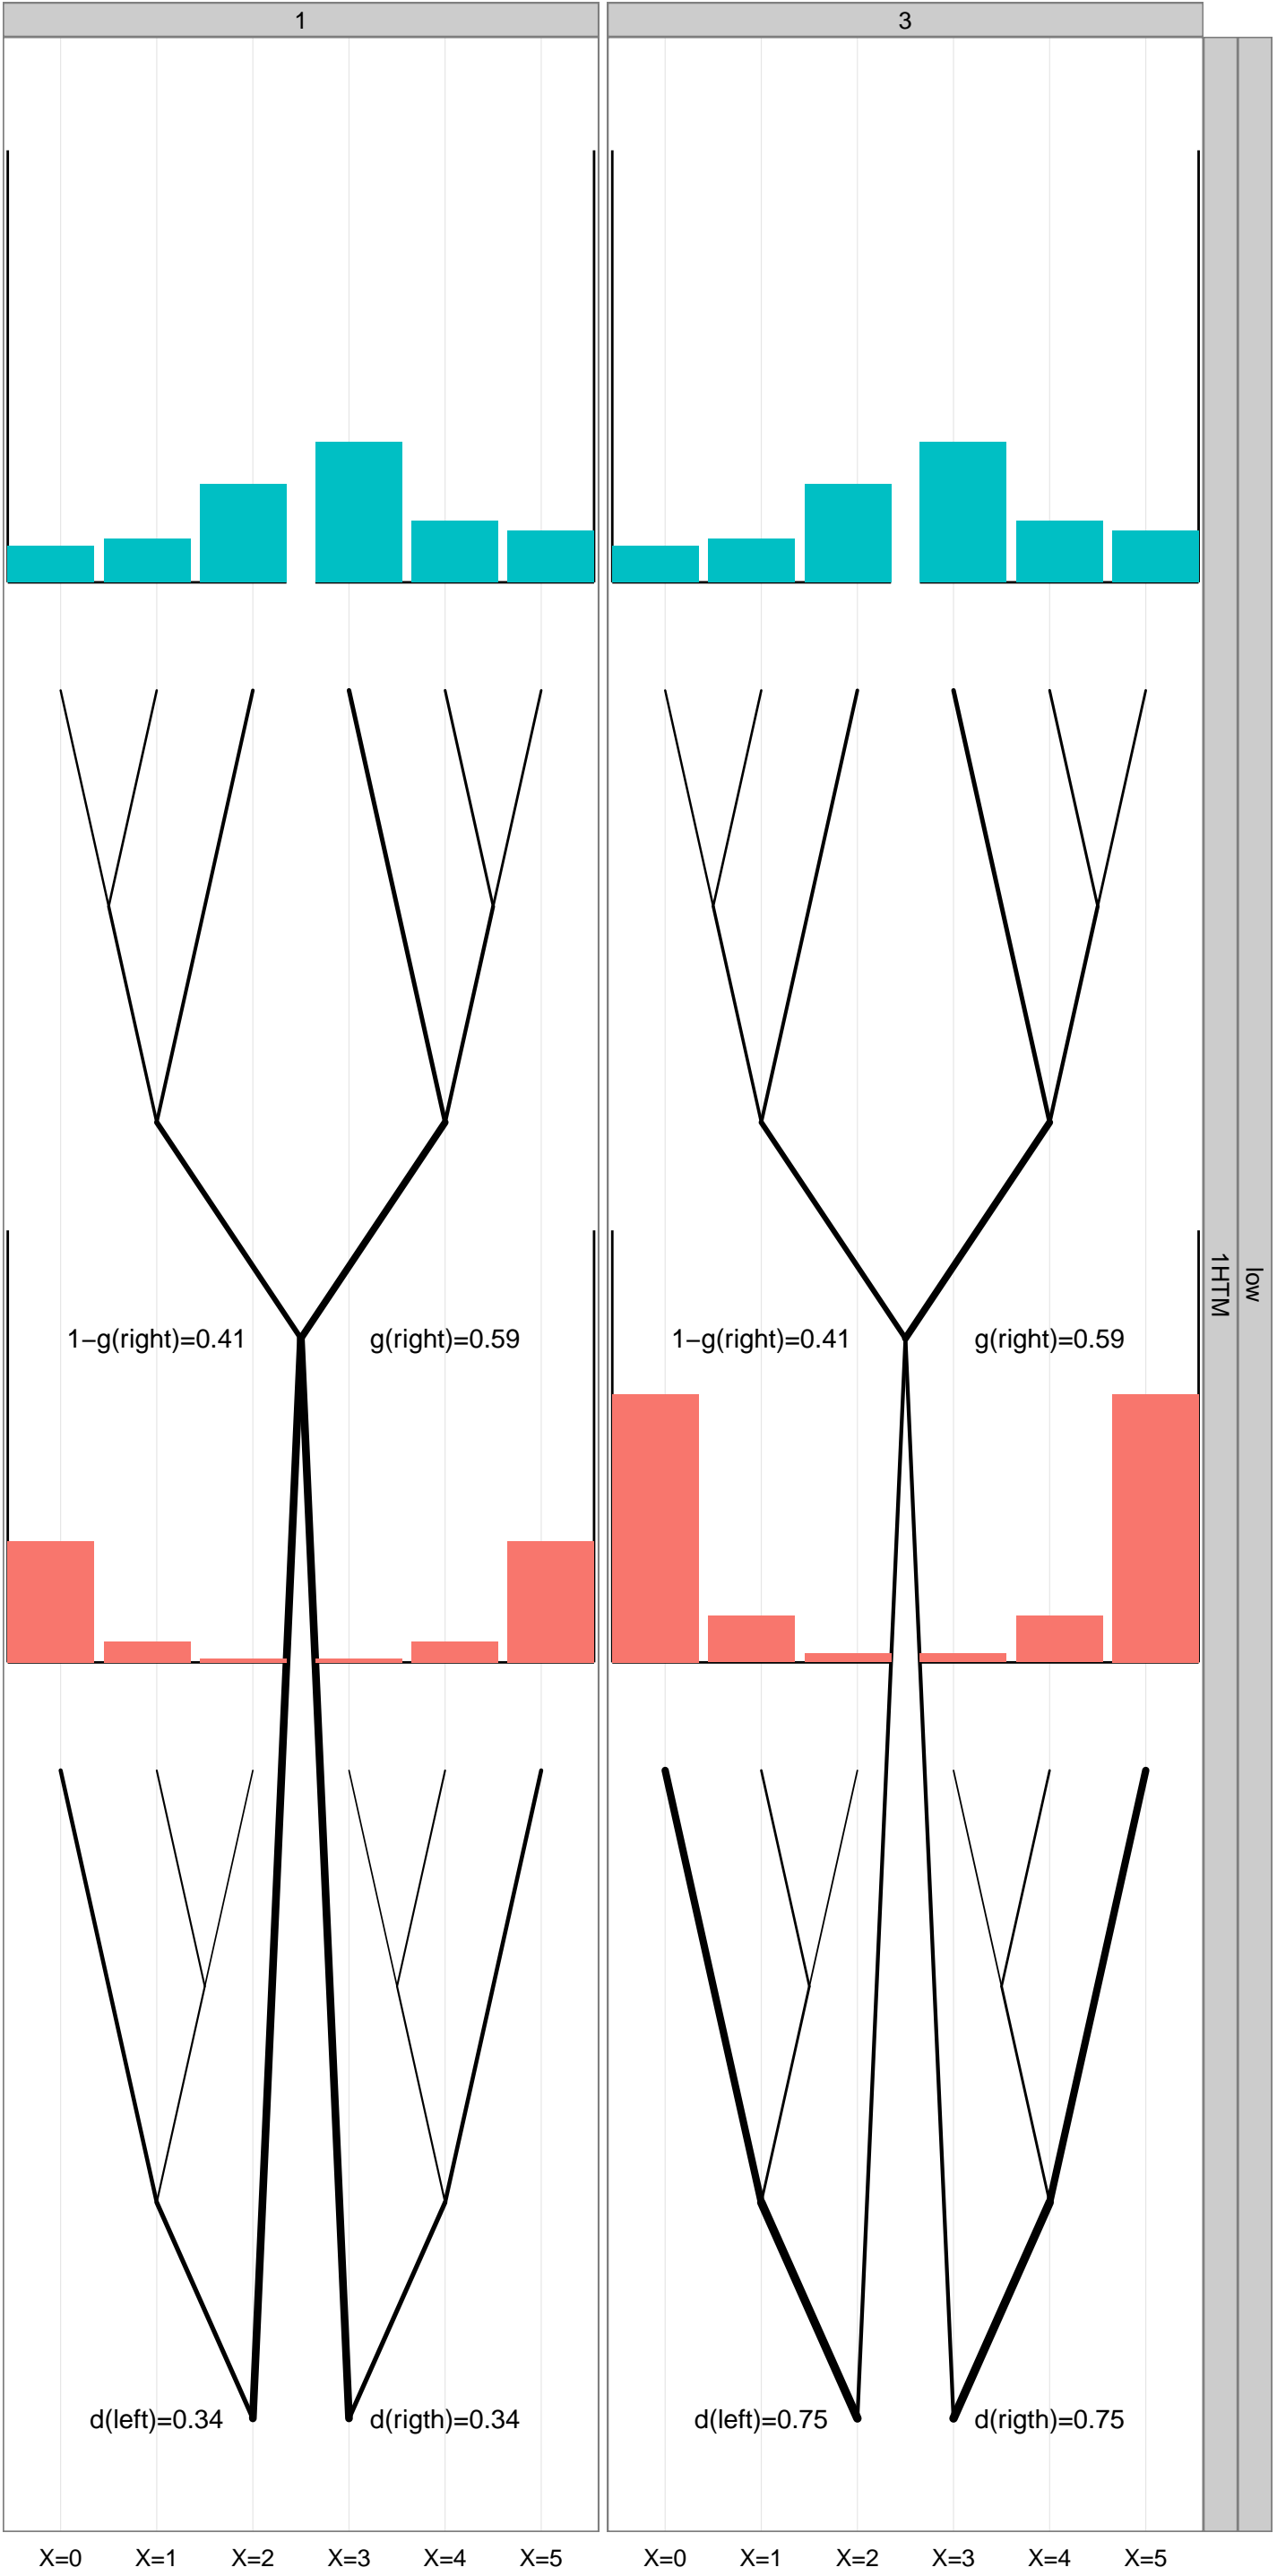 1 3
1HTM low
1−g(right)=0.41 g(right)=0.59 1−g(right)=0.41 g(right)=0.59
d(left)=0.34 d(rigth)=0.34 d(left)=0.75 d(rigth)=0.75
X=0 X=1 X=2 X=3 X=4 X=5 X=0 X=1 X=2 X=3 X=4 X=5